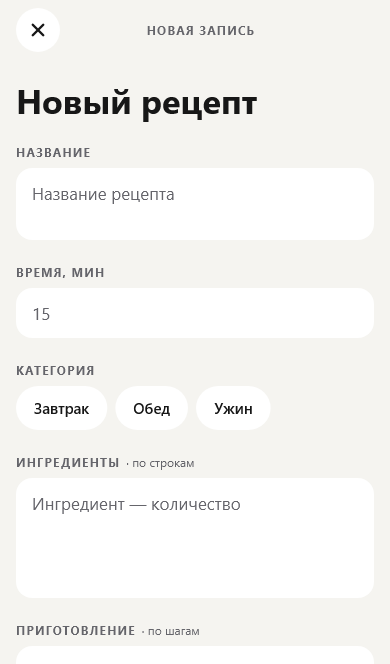 НОВАЯ ЗАПИСЬ
Новый рецепт
НАЗВАНИЕ
Название рецепта
ВРЕМЯ, МИН
15
КАТЕГОРИЯ
Завтрак Обед Ужин
ИНГРЕДИЕНТЫ · по строкам
Ингредиент — количество
ПРИГОТОВЛЕНИЕ · по шагам